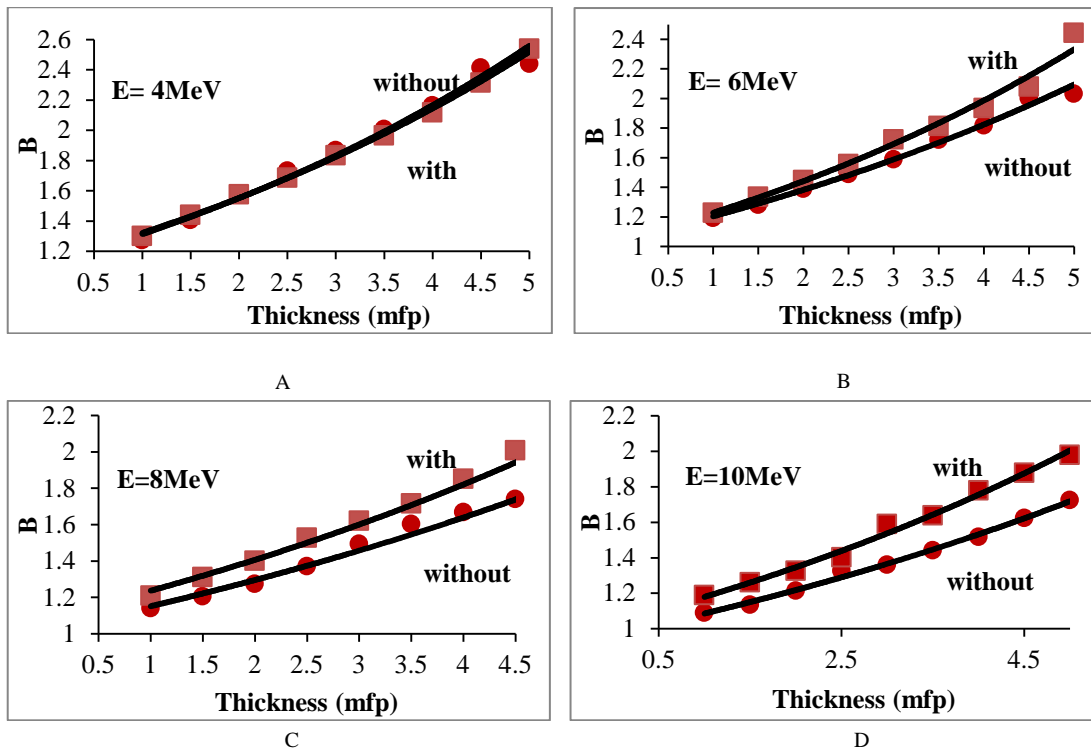 2.6
2.4
2.2
2
1.8
1.6
1.4
1.2
B
E= 4MeV
without
with
0.5 1 1.5 2 2.5 3 3.5 4 4.5 5
Thickness (mfp)
A
2.4
2.2
2
1.8
1.6
1.4
1.2
1
B
E= 6MeV
with
without
0.5 1 1.5 2 2.5 3 3.5 4 4.5 5
Thickness (mfp)
B
2.2
2
1.8
1.6
1.4
1.2
1
B
E=8MeV
with
without
0.5 1 1.5 2 2.5 3 3.5 4 4.5
Thickness (mfp)
C
2.2
2
1.8
1.6
1.4
1.2
1
B
E=10MeV
with
without
0.5 2.5 4.5
Thickness (mfp)
D